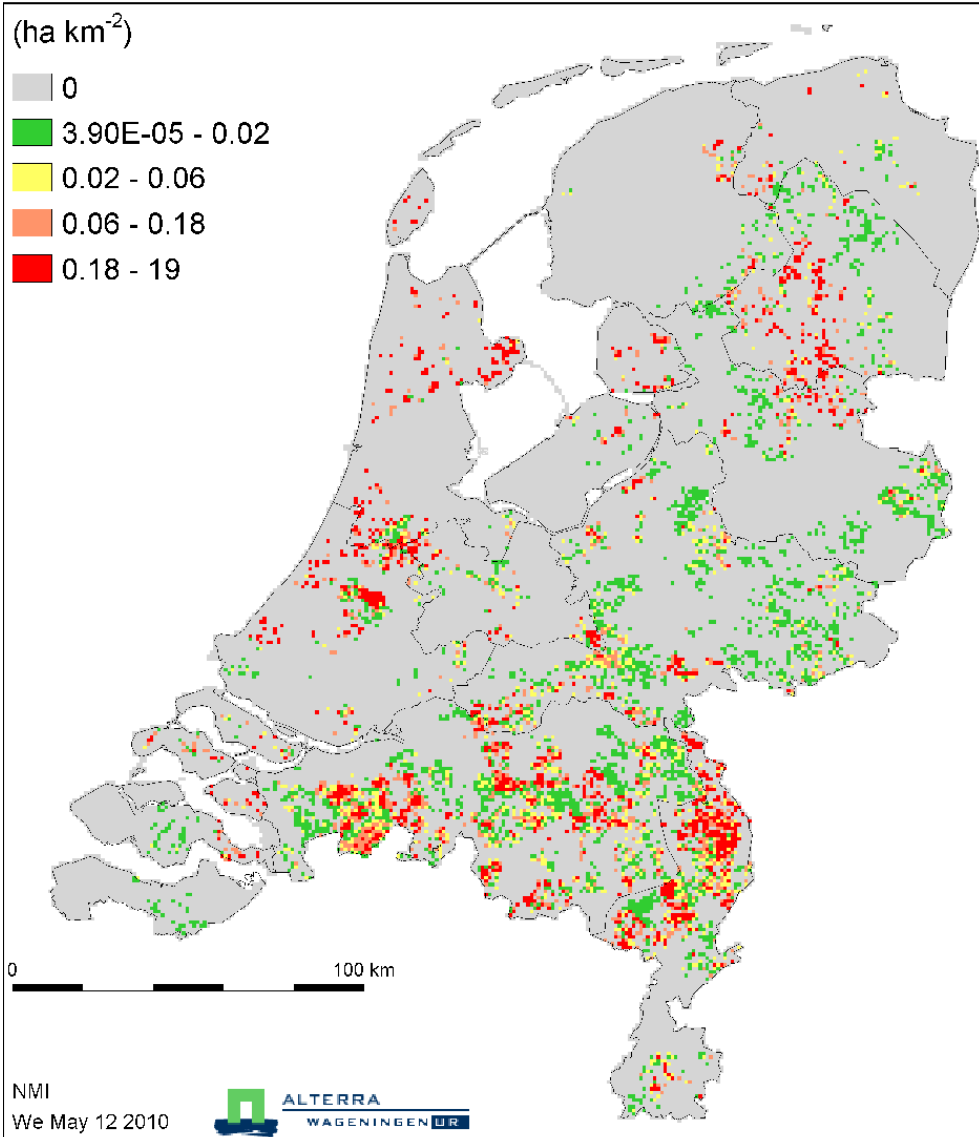 (ha km-2)
0
3.90E-05 - 0.02
0.02 - 0.06
0.06 - 0.18
0.18 - 19
0 100 km
NMI
We May 12 2010
ALTERRA
WAGENINGEN UR